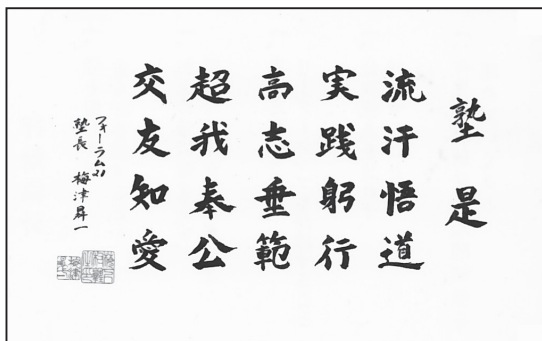 塾是
流汗悟道
実践躬行
高志垂範
超我奉公
交友知愛
フォーラム21
塾長 梅津昇一